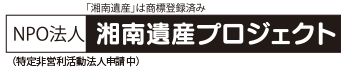 「湘南遺産」は商標登録済み
NPO法人 湘南遺産プロジェクト
（特定非営利活動法人申請中）